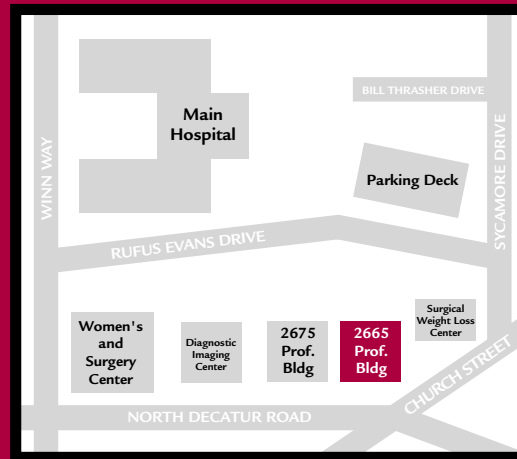 BILL THRASHER DRIVE
Main
Hospital
WINN WAY
Parking Deck
SYCAMORE DRIVE
RUFUS EVANS DRIVE
Women's
and
Surgery
Center
Diagnostic
Imaging
Center
2675
Prof.
Bldg
2665
Prof.
Bldg
Surgical
Weight Loss
Center
CHURCH STREET
NORTH DECATUR ROAD